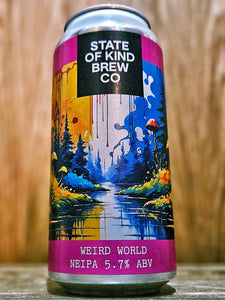 STATE
OF KIND
BREW
CO
WEIRD WORLD
NEIPA 5.7% ABV